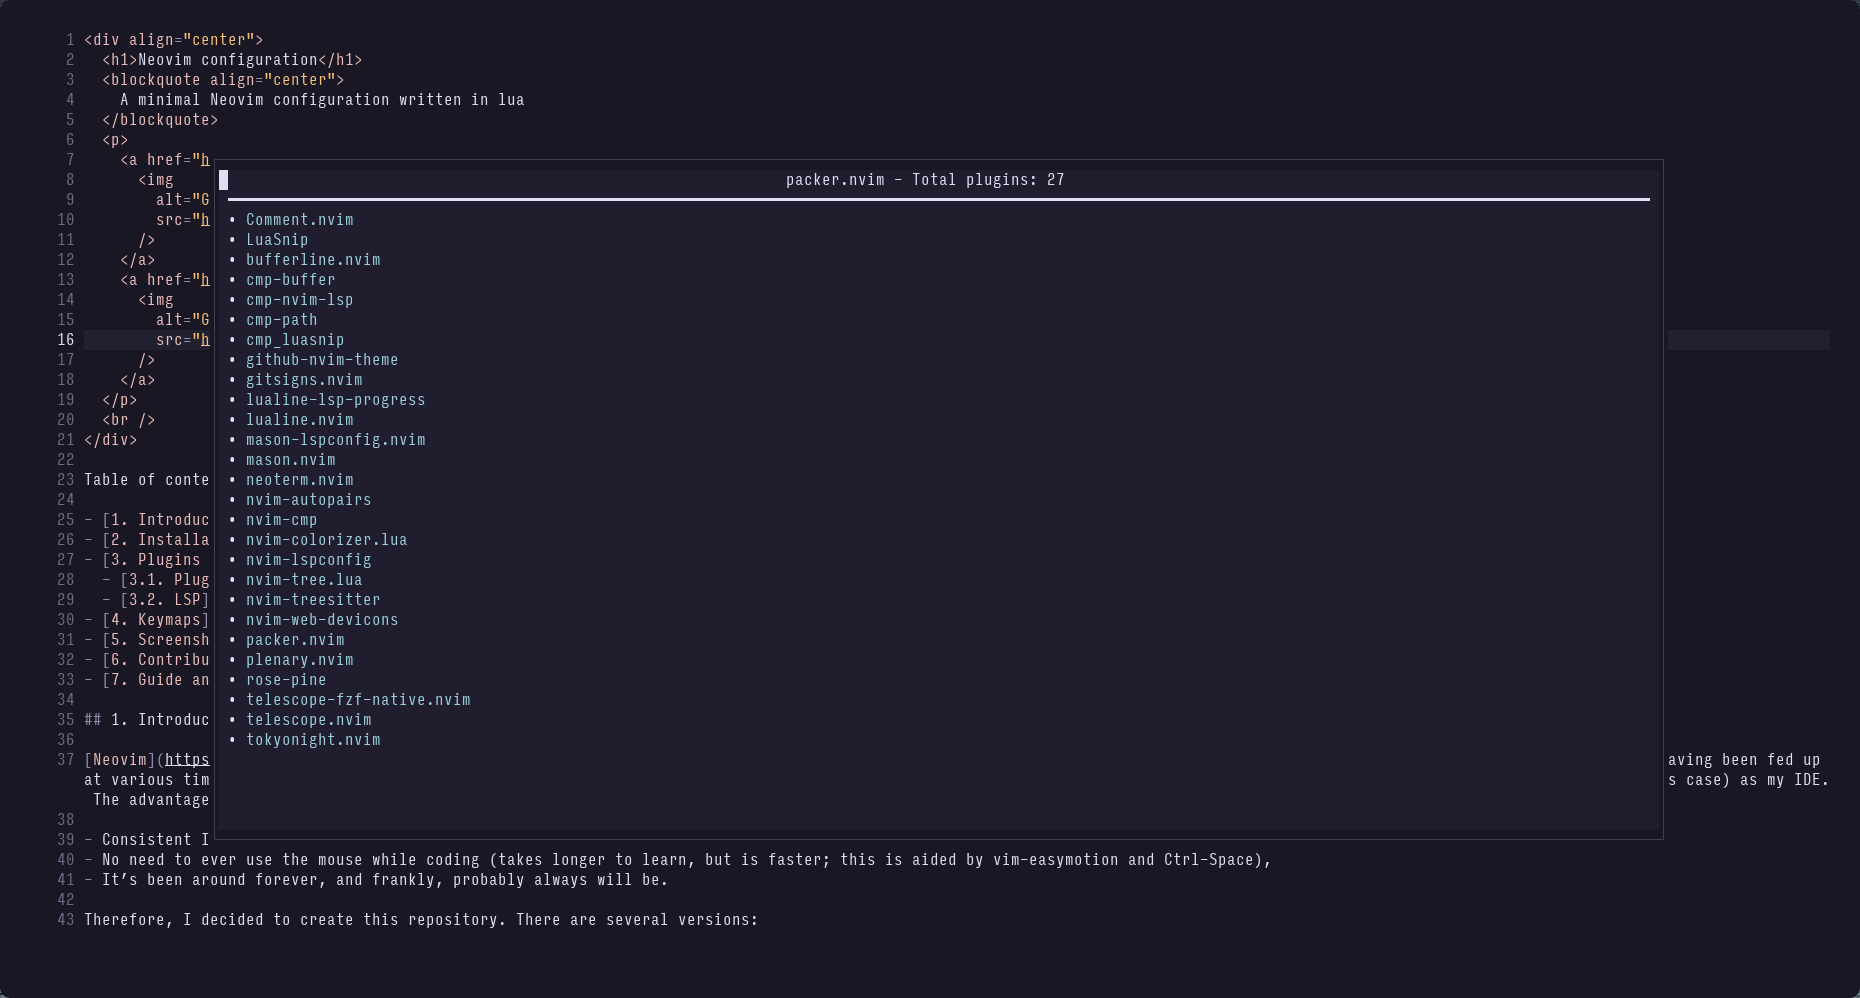 1 <div align="center">
2 <h1>Neovim configuration</h1>
3 <blockquote align="center">
4 A minimal Neovim configuration written in lua
5 </blockquote>
6 <p>
7 <a href="h
8 <img
9 alt="G
10 src="h
11 />
12 </a>
13 <a href="h
14 <img
15 alt="G
16 src="h
17 />
18 </a>
19 </p>
20 <br />
21 </div>
22
23 Table of conte
24
25 - [1. Introduc
26 - [2. Installa
27 - [3. Plugins
28 - [3.1. Plug
29 - [3.2. LSP]
30 - [4. Keymaps]
31 - [5. Screensh
32 - [6. Contribu
33 - [7. Guide an
34
35 ## 1. Introduc
36
37 [Neovim](https
at various tim
The advantage
38
39 - Consistent I
packer.nvim - Total plugins: 27
• Comment.nvim
• LuaSnip
• bufferline.nvim
• cmp-buffer
• cmp-nvim-lsp
• cmp-path
• cmp_luasnip
• github-nvim-theme
• gitsigns.nvim
• lualine-lsp-progress
• lualine.nvim
• mason-lspconfig.nvim
• mason.nvim
• neoterm.nvim
• nvim-autopairs
• nvim-cmp
• nvim-colorizer.lua
• nvim-lspconfig
• nvim-tree.lua
• nvim-treesitter
• nvim-web-devicons
• packer.nvim
• plenary.nvim
• rose-pine
• telescope-fzf-native.nvim
• telescope.nvim
• tokyonight.nvim
aving been fed up
s case) as my IDE.
40 - No need to ever use the mouse while coding (takes longer to learn, but is faster; this is aided by vim-easymotion and Ctrl-Space),
41 - It’s been around forever, and frankly, probably always will be.
42
43 Therefore, I decided to create this repository. There are several versions: